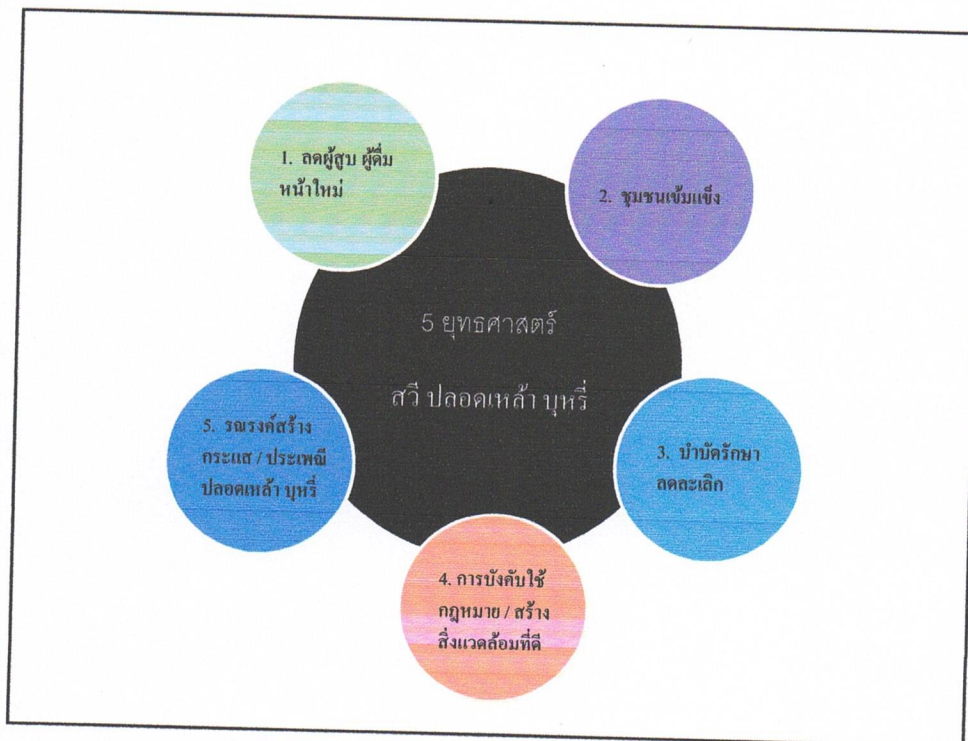 1. ลดผู้สูบ ผู้ดื่ม
หน้าใหม่
2. ชุมชนเข้มแข็ง
5 ยุทธศาสตร์
สวี ปลอดเหล้า บุหรี่
3. บำบัดรักษา
ลดละเลิก
4. การบังคับใช้
กฎหมาย / สร้าง
สิ่งแวดล้อมที่ดี
5. รณรงค์สร้าง
กระแส / ประเพณี
ปลอดเหล้า บุหรี่